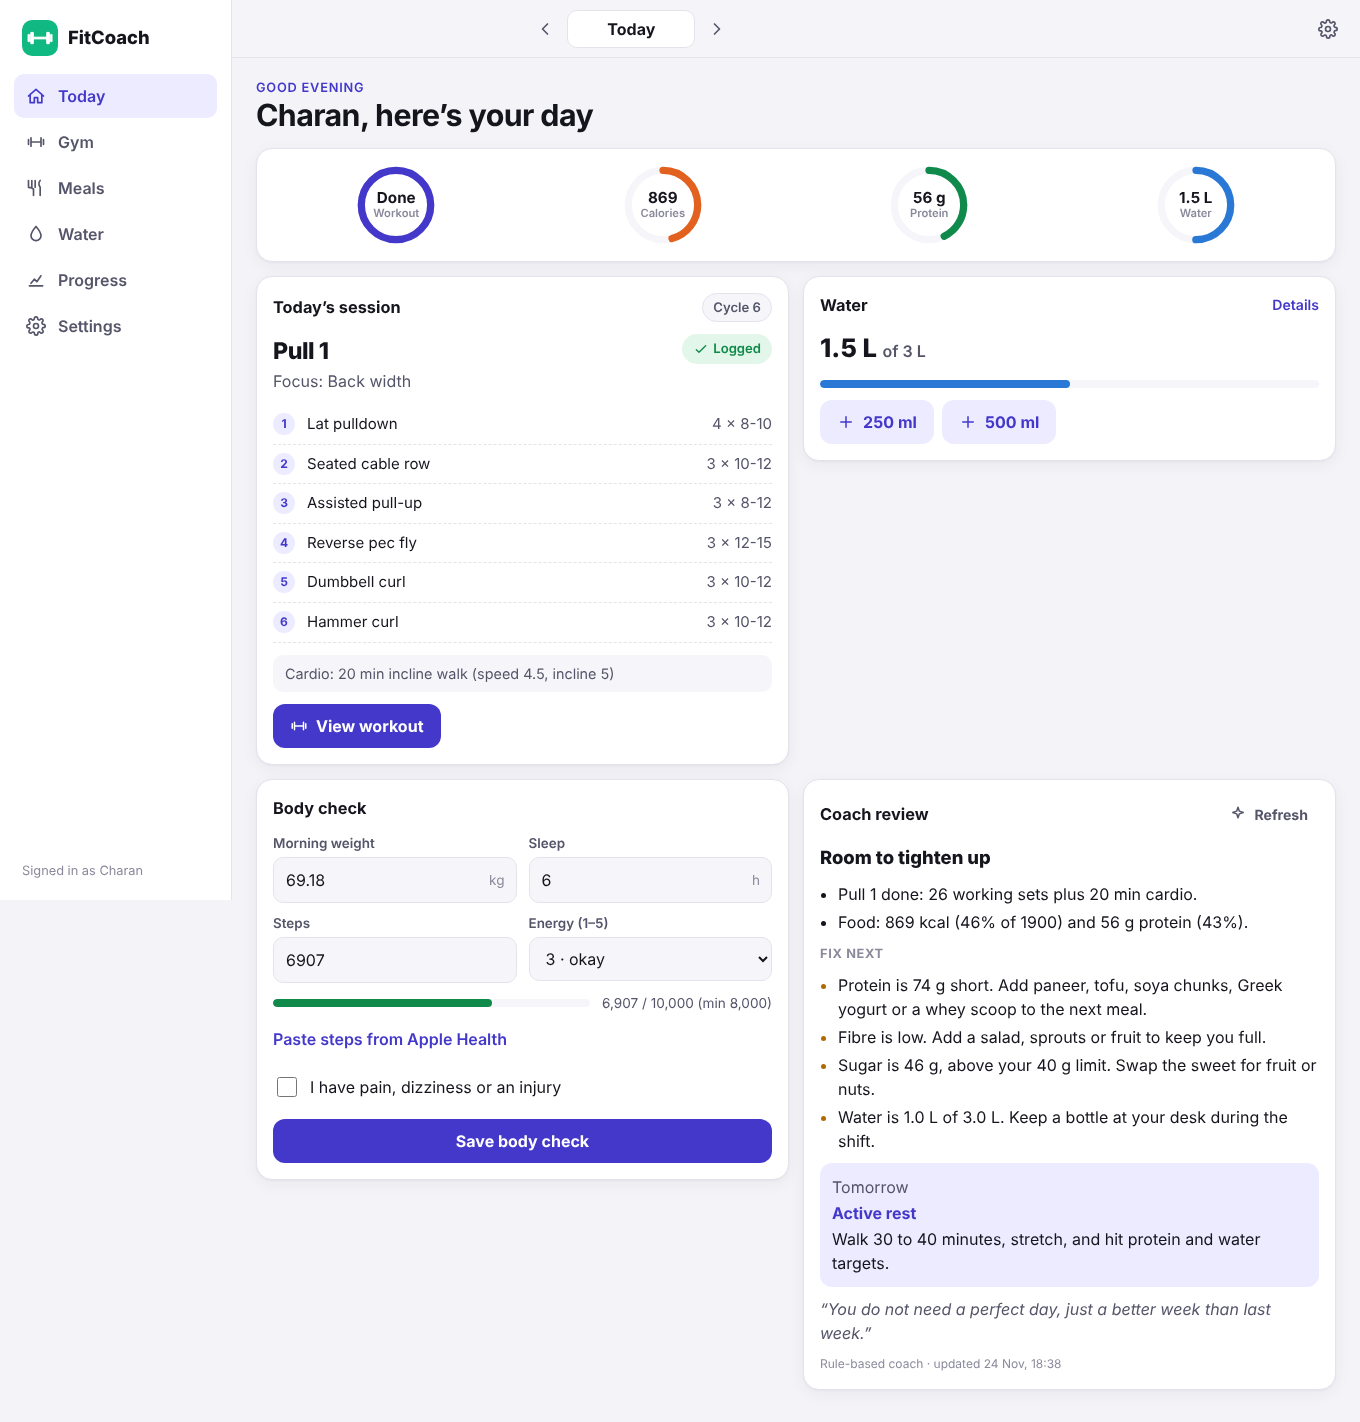 FitCoach
Today
Gym
Meals
Water
Progress
Settings
Signed in as Charan
Today
GOOD EVENING
Charan, here’s your day
Done
Workout
869
Calories
56 g
Protein
1.5 L
Water
Today’s session
Cycle 6
Pull 1
Logged
Focus: Back width
1 Lat pulldown 4 × 8-10
2 Seated cable row 3 × 10-12
3 Assisted pull-up 3 × 8-12
4 Reverse pec fly 3 × 12-15
5 Dumbbell curl 3 × 10-12
6 Hammer curl 3 × 10-12
Cardio: 20 min incline walk (speed 4.5, incline 5)
View workout
Water
Details
1.5 L of 3 L
250 ml
500 ml
Body check
Morning weight
69.18 kg
Sleep
6 h
Steps
6907
Energy (1–5)
3 · okay
6,907 / 10,000 (min 8,000)
Paste steps from Apple Health
I have pain, dizziness or an injury
Save body check
Coach review
Refresh
Room to tighten up
• Pull 1 done: 26 working sets plus 20 min cardio.
• Food: 869 kcal (46% of 1900) and 56 g protein (43%).
FIX NEXT
• Protein is 74 g short. Add paneer, tofu, soya chunks, Greek
yogurt or a whey scoop to the next meal.
• Fibre is low. Add a salad, sprouts or fruit to keep you full.
• Sugar is 46 g, above your 40 g limit. Swap the sweet for fruit or
nuts.
• Water is 1.0 L of 3.0 L. Keep a bottle at your desk during the
shift.
Tomorrow
Active rest
Walk 30 to 40 minutes, stretch, and hit protein and water
targets.
“You do not need a perfect day, just a better week than last
week.”
Rule-based coach · updated 24 Nov, 18:38